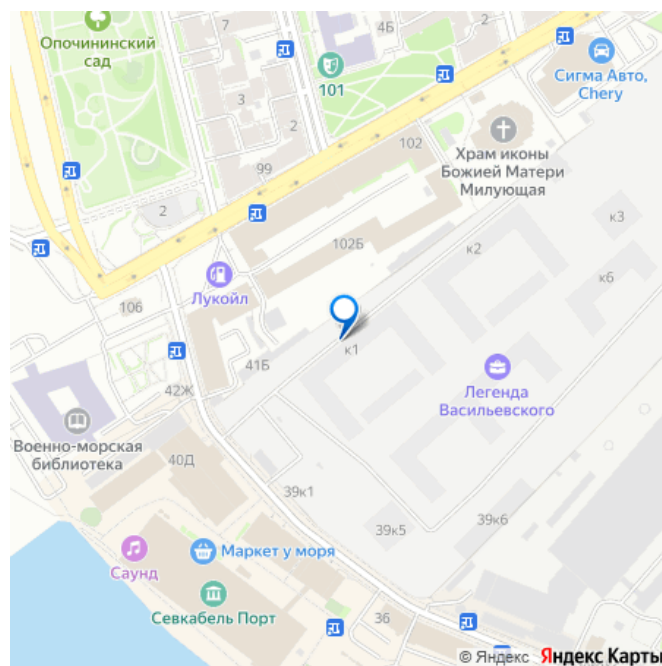 Опочининский
сад
7
4Б
3
101
2
Сигма Авто,
Chery
99
102
Храм иконы
Божией Матери
Милующая
2
к3
к2
102Б
к6
Лукойл
106
к1
41Б
Легенда
Васильевского
42Ж
Военно-морская
библиотека
40Д
39к1
39к6
39к5
Маркет у моря
Саунд
Севкабель Порт
36
© Яндекс Яндекс Карты